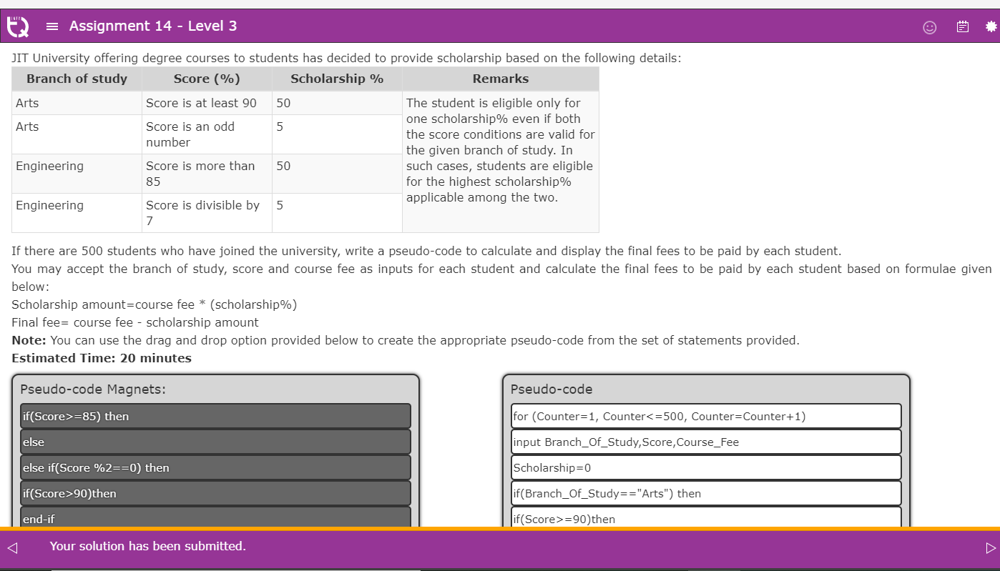 INFY
TQ
Assignment 14 - Level 3
JIT University offering degree courses to students has decided to provide scholarship based on the following details:
Branch of study Score (%) Scholarship % Remarks
Arts Score is at least 90 50 The student is eligible only for
one scholarship% even if both
Arts Score is an odd 5 the score conditions are valid for
number the given branch of study. In
Engineering Score is more than 50 such cases, students are eligible
85 for the highest scholarship%
applicable among the two.
Engineering Score is divisible by 5
7
If there are 500 students who have joined the university, write a pseudo-code to calculate and display the final fees to be paid by each student.
You may accept the branch of study, score and course fee as inputs for each student and calculate the final fees to be paid by each student based on formulae given
below:
Scholarship amount=course fee * (scholarship%)
Final fee= course fee - scholarship amount
Note: You can use the drag and drop option provided below to create the appropriate pseudo-code from the set of statements provided.
Estimated Time: 20 minutes
Pseudo-code Magnets:
if(Score>=85) then
else
else if(Score %2==0) then
if(Score>90)then
end-if
Pseudo-code
for (Counter=1, Counter<=500, Counter=Counter+1)
input Branch_Of_Study,Score,Course_Fee
Scholarship=0
if(Branch_Of_Study=="Arts") then
if(Score>=90)then
Your solution has been submitted.